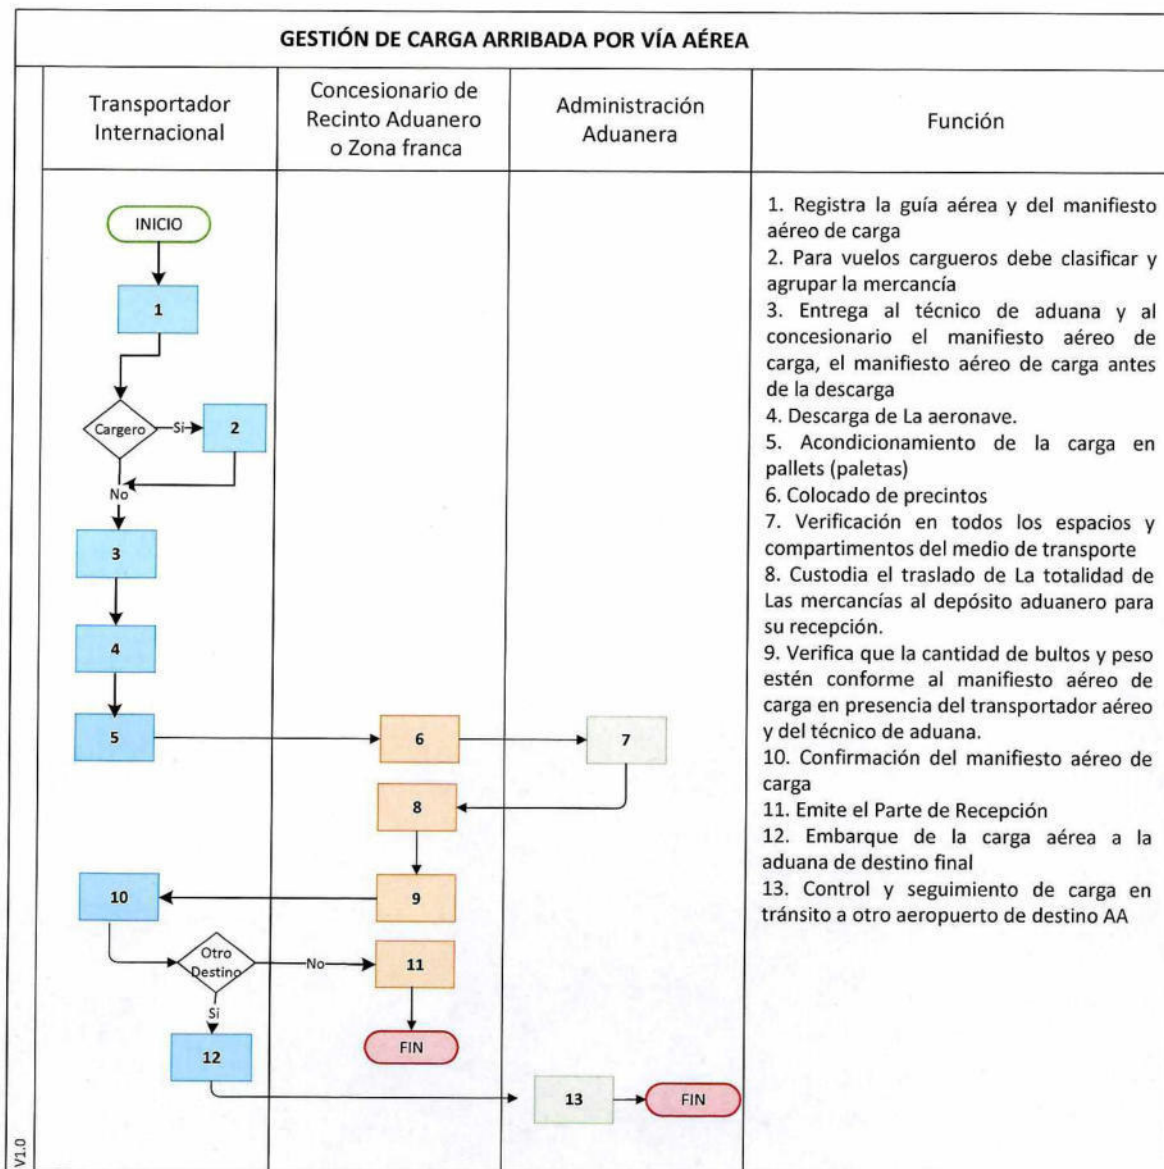 GESTIÓN DE CARGA ARRIBADA POR VÍA AÉREA
Transportador
Internacional
Concesionario de
Recinto Aduanero
o Zona franca
Administración
Aduanera
Función
INICIO
1
Cargero
Si
2
No
3
4
5
6
7
8
10
9
Otro
Destino
No
11
Si
12
FIN
13
FIN
1. Registra la guía aérea y del manifiesto
aéreo de carga
2. Para vuelos cargueros debe clasificar y
agrupar la mercancía
3. Entrega al técnico de aduana y al
concesionario el manifiesto aéreo de
carga, el manifiesto aéreo de carga antes
de la descarga
4. Descarga de La aeronave.
5. Acondicionamiento de la carga en
pallets (paletas)
6. Colocado de precintos
7. Verificación en todos los espacios y
compartimentos del medio de transporte
8. Custodia el traslado de La totalidad de
Las mercancías al depósito aduanero para
su recepción.
9. Verifica que la cantidad de bultos y peso
estén conforme al manifiesto aéreo de
carga en presencia del transportador aéreo
y del técnico de aduana.
10. Confirmación del manifiesto aéreo de
carga
11. Emite el Parte de Recepción
12. Embarque de la carga aérea a la
aduana de destino final
13. Control y seguimiento de carga en
tránsito a otro aeropuerto de destino AA
V1.0